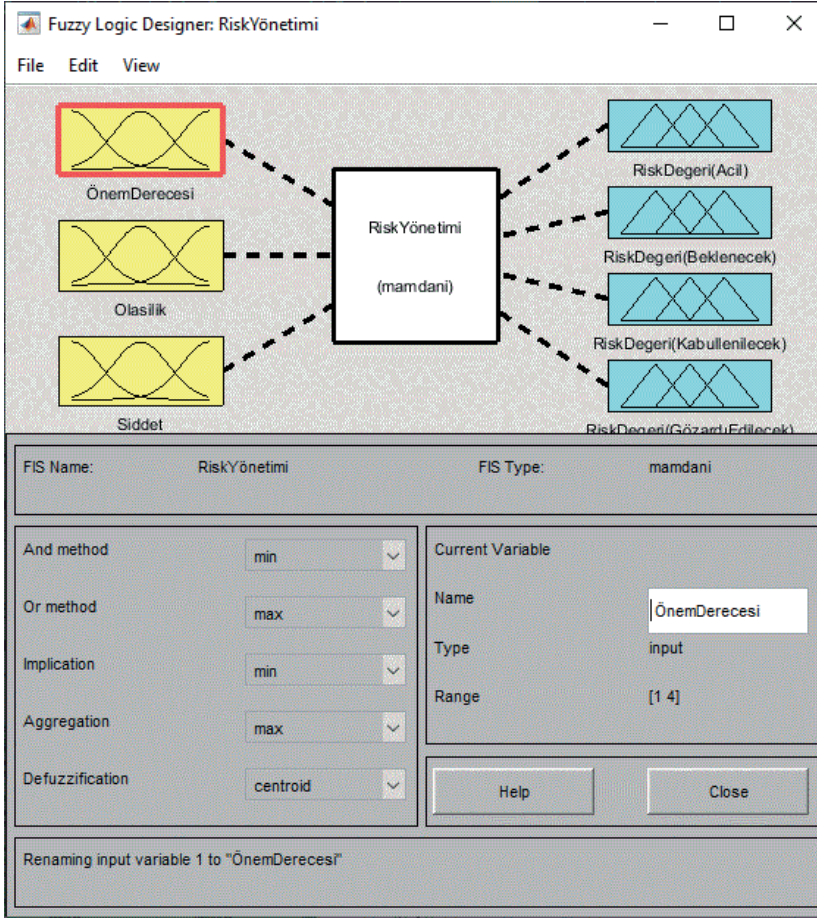 Fuzzy Logic Designer: RiskYönetimi
File Edit View
ÖnemDerecesi
Olasilik
Siddet
RiskYönetimi
(mamdani)
RiskDegeri(Acil)
RiskDegeri(Beklenecek)
RiskDegeri(Kabullenilecek)
RiskDegeri(GözardıEdilecek)
FIS Name: RiskYönetimi FIS Type: mamdani
And method min
Or method max
Implication min
Aggregation max
Defuzzification centroid
Current Variable
Name ÖnemDerecesi
Type input
Range [1 4]
Help Close
Renaming input variable 1 to "ÖnemDerecesi"